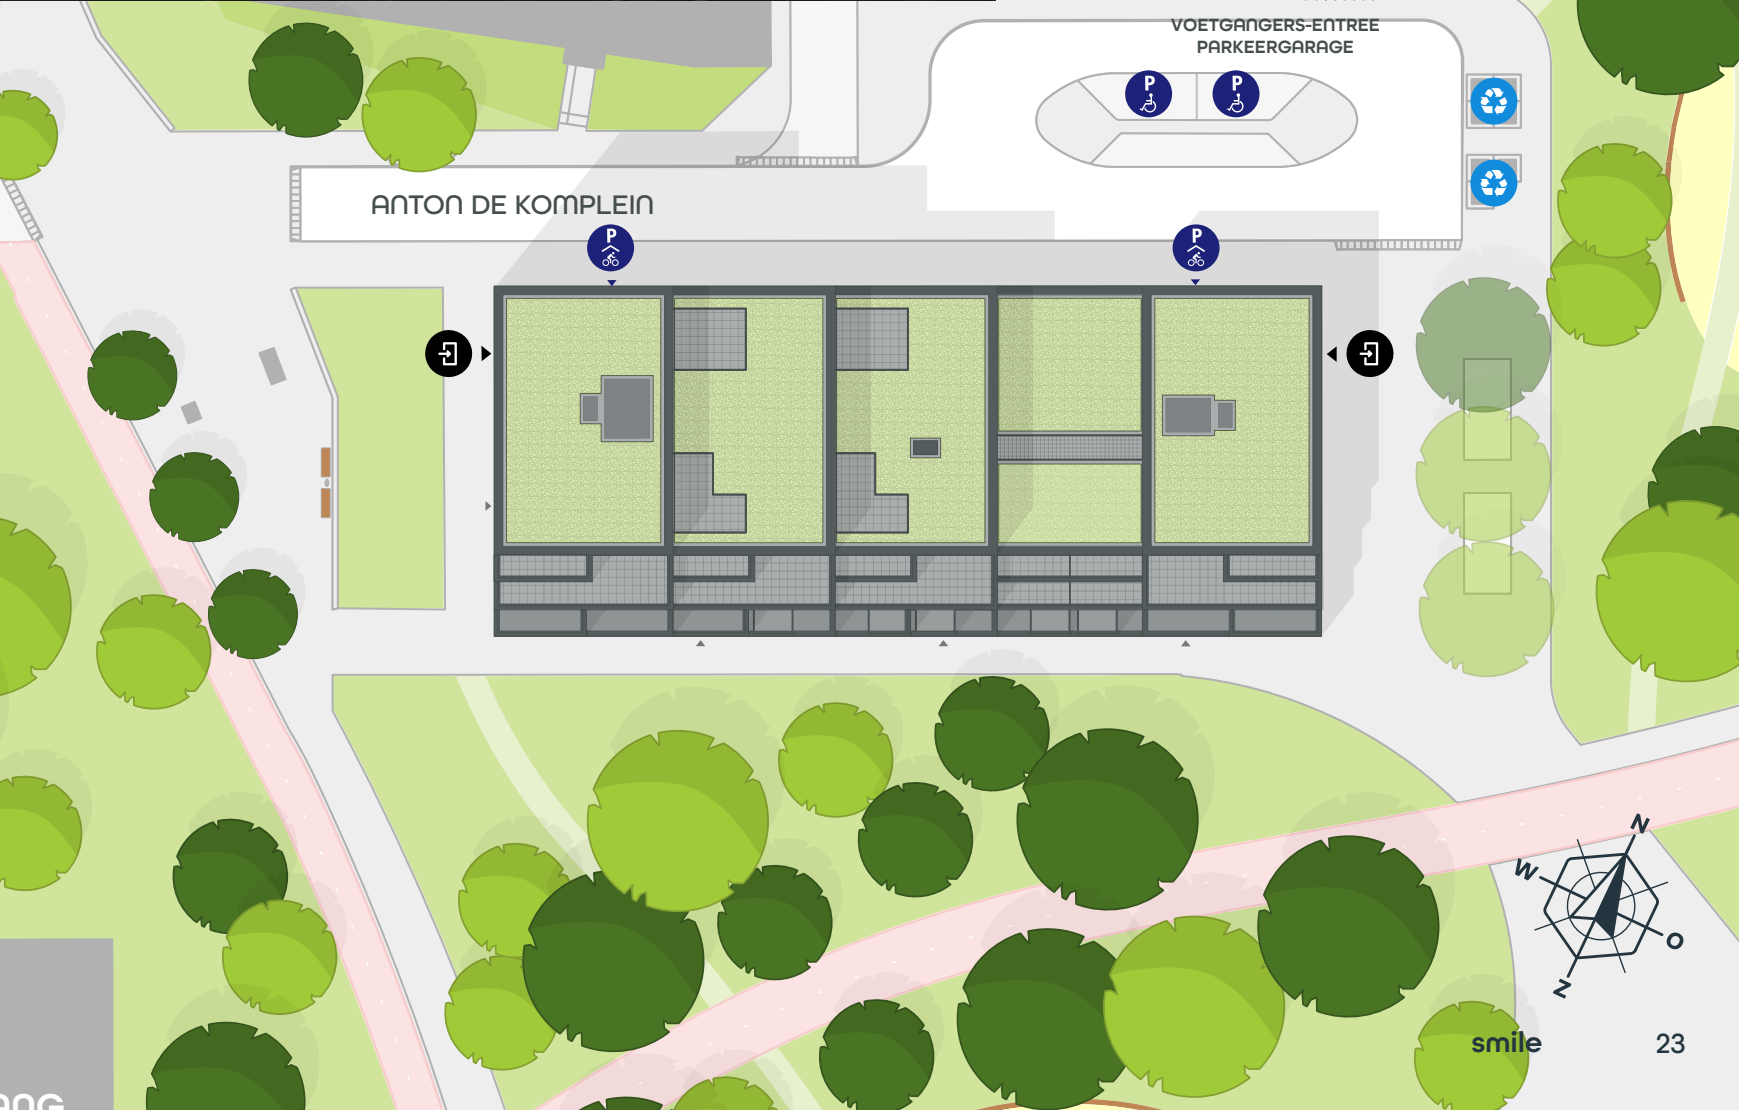 VOETGANGERS-ENTREE
PARKEERGARAGE
P
P
ANTON DE KOMPLEIN
P
P
N
W
O
Z
smile
23